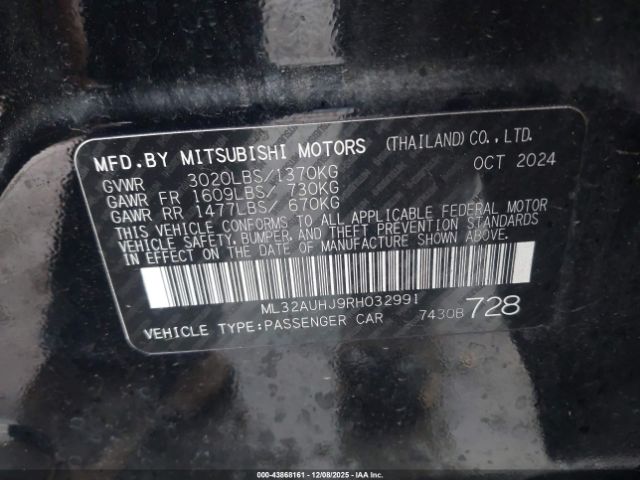 MFD.BY MITSUBISHI MOTORS (THAILAND) CO., LTD.
OCT 2024
GVWR 3020LBS/1370KG
GAWR FR 1609LBS/ 730KG
GAWR RR 1477LBS/ 670KG
THIS VEHICLE CONFORMS TO ALL APPLICABLE FEDERAL MOTOR
VEHICLE SAFETY, BUMPER, AND THEFT PREVENTION STANDARDS
IN EFFECT ON THE DATE OF MANUFACTURE SHOWN ABOVE.
ML32AUHJ9RH032991
VEHICLE TYPE:PASSENGER CAR 7430B 728
000-43868161 - 12/08/2025 - IAAI.COM